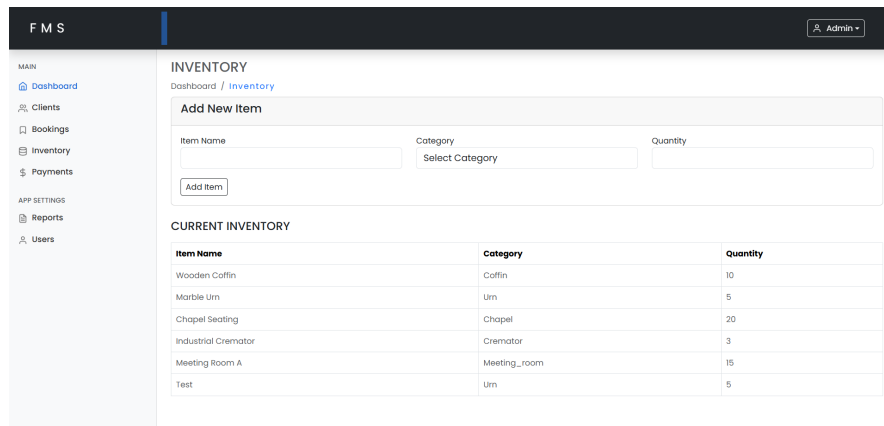 FMS
Admin
MAIN
Dashboard
Clients
Bookings
Inventory
Payments
APP SETTINGS
Reports
Users
INVENTORY
Dashboard / Inventory
Add New Item
Item Name Category Quantity
Select Category
Add Item
CURRENT INVENTORY
Item Name Category Quantity
Wooden Coffin Coffin 10
Marble Urn Urn 5
Chapel Seating Chapel 20
Industrial Cremator Cremator 3
Meeting Room A Meeting_room 15
Test Urn 5